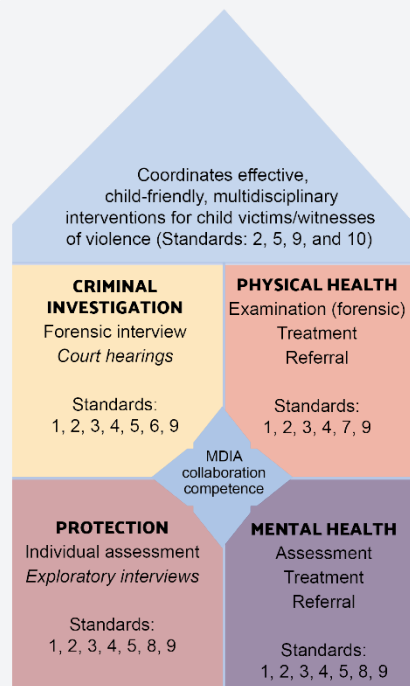 Coordinates effective,
child-friendly, multidisciplinary
interventions for child victims/witnesses
of violence (Standards: 2, 5, 9, and 10)
CRIMINAL
INVESTIGATION
Forensic interview
Court hearings
Standards:
1, 2, 3, 4, 5, 6, 9
PHYSICAL HEALTH
Examination (forensic)
Treatment
Referral
Standards:
1, 2, 3, 4, 7, 9
MDIA
collaboration
competence
PROTECTION
Individual assessment
Exploratory interviews
Standards:
1, 2, 3, 4, 5, 8, 9
MENTAL HEALTH
Assessment
Treatment
Referral
Standards:
1, 2, 3, 4, 5, 8, 9